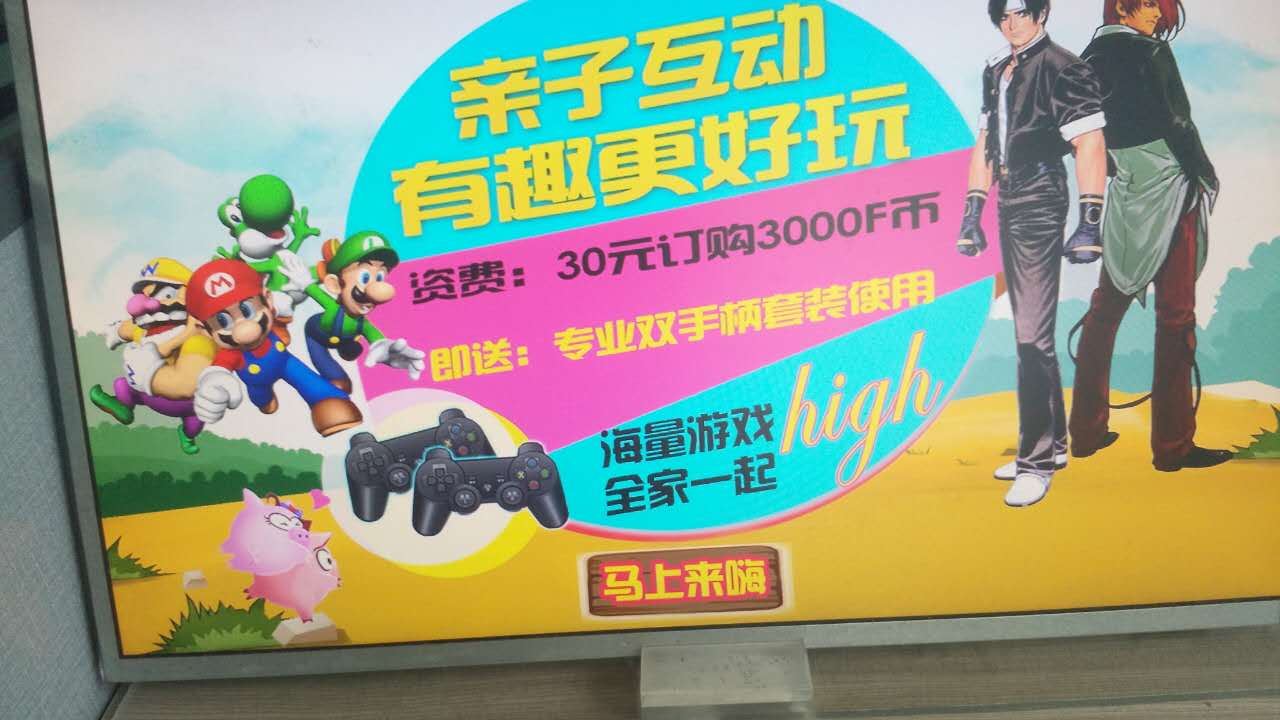 亲子互动
有趣更好玩
资费：30元订购3000F币
即送：专业双手柄套装使用
海量游戏
全家一起
high
马上来嗨
M
L